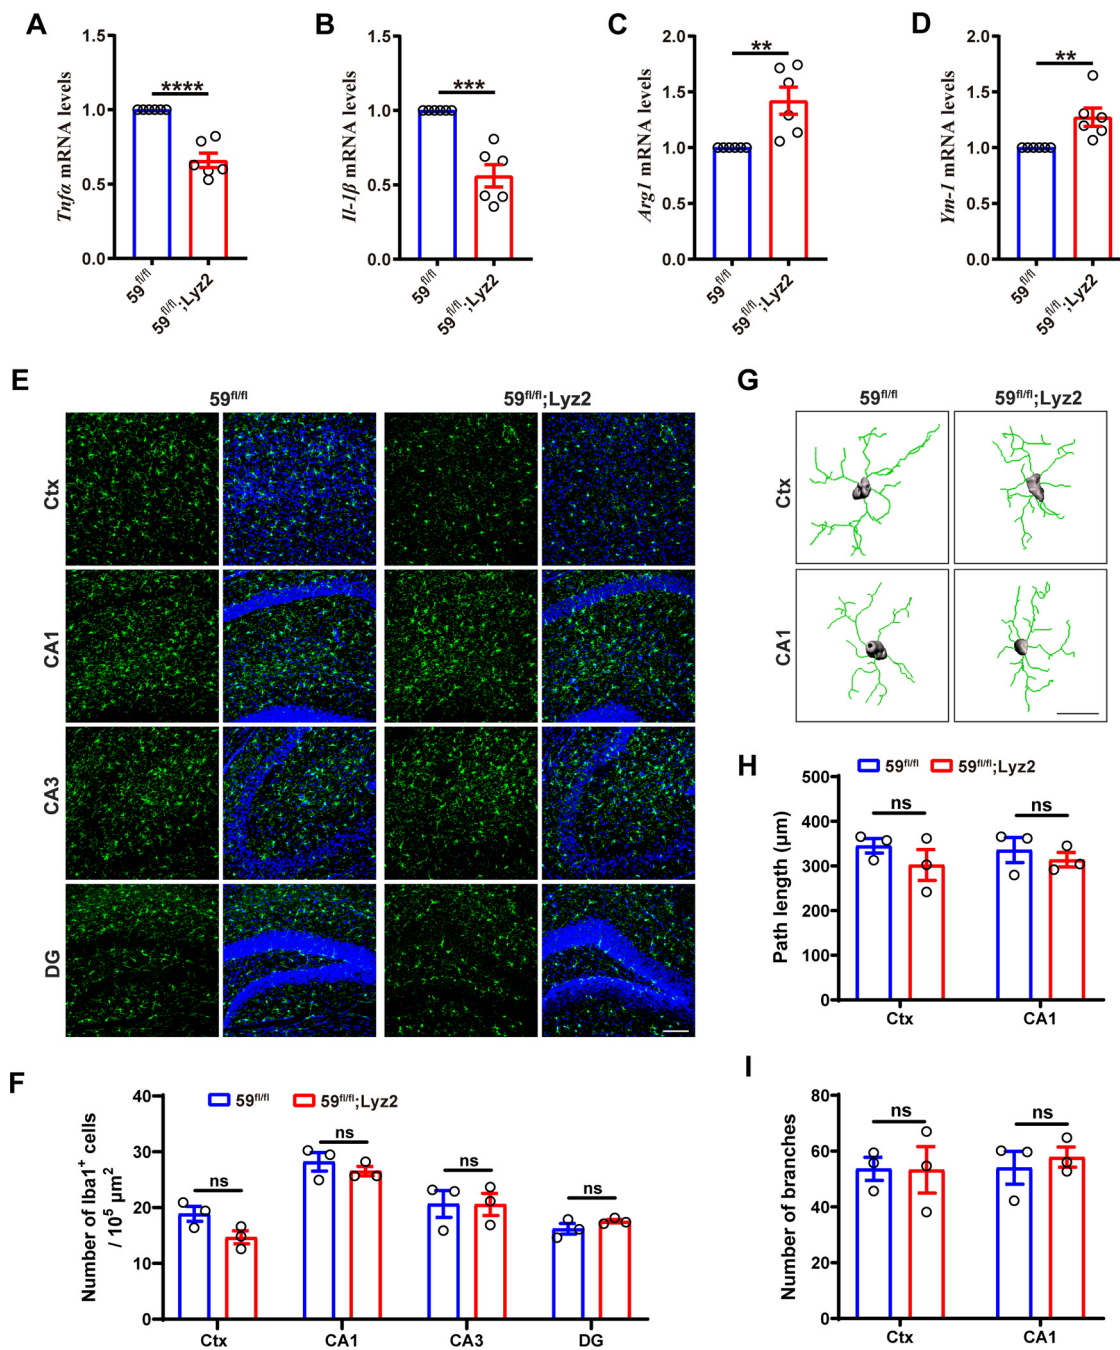 A
Tnfα mRNA levels
1.5
1.0
0.5
0.0
****
59fl/fl
59fl/fl;Lyz2
B
Il-1β mRNA levels
1.5
1.0
0.5
0.0
***
59fl/fl
59fl/fl;Lyz2
C
Arg1 mRNA levels
2.0
1.5
1.0
0.5
0.0
**
59fl/fl
59fl/fl;Lyz2
D
Ym-1 mRNA levels
2.0
1.5
1.0
0.5
0.0
**
59fl/fl
59fl/fl;Lyz2
E
59fl/fl
59fl/fl;Lyz2
Ctx
CA1
CA3
DG
G
59fl/fl
59fl/fl;Lyz2
Ctx
CA1
H
59fl/fl
59fl/fl;Lyz2
Path length (μm)
500
400
300
200
100
0
ns
ns
Ctx
CA1
F
59fl/fl
59fl/fl;Lyz2
Number of Iba1+ cells
/ 10⁵ μm²
40
30
20
10
0
ns
ns
ns
ns
Ctx
CA1
CA3
DG
I
Number of branches
80
60
40
20
0
ns
ns
Ctx
CA1